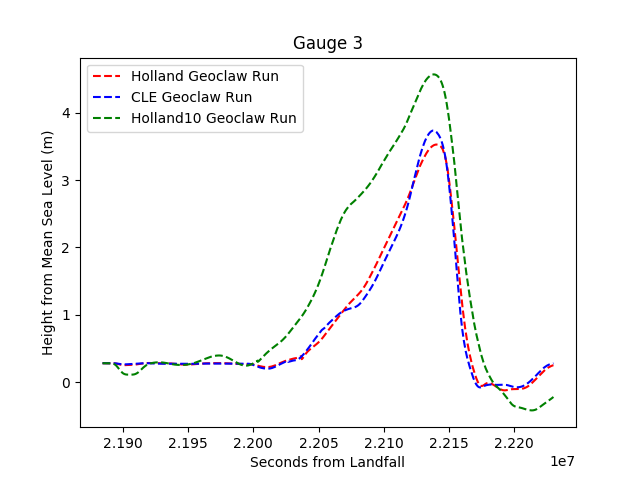 Gauge 3
Holland Geoclaw Run
CLE Geoclaw Run
Holland10 Geoclaw Run
Height from Mean Sea Level (m)
4
3
2
1
0
2.190 2.195 2.200 2.205 2.210 2.215 2.220
1e7
Seconds from Landfall